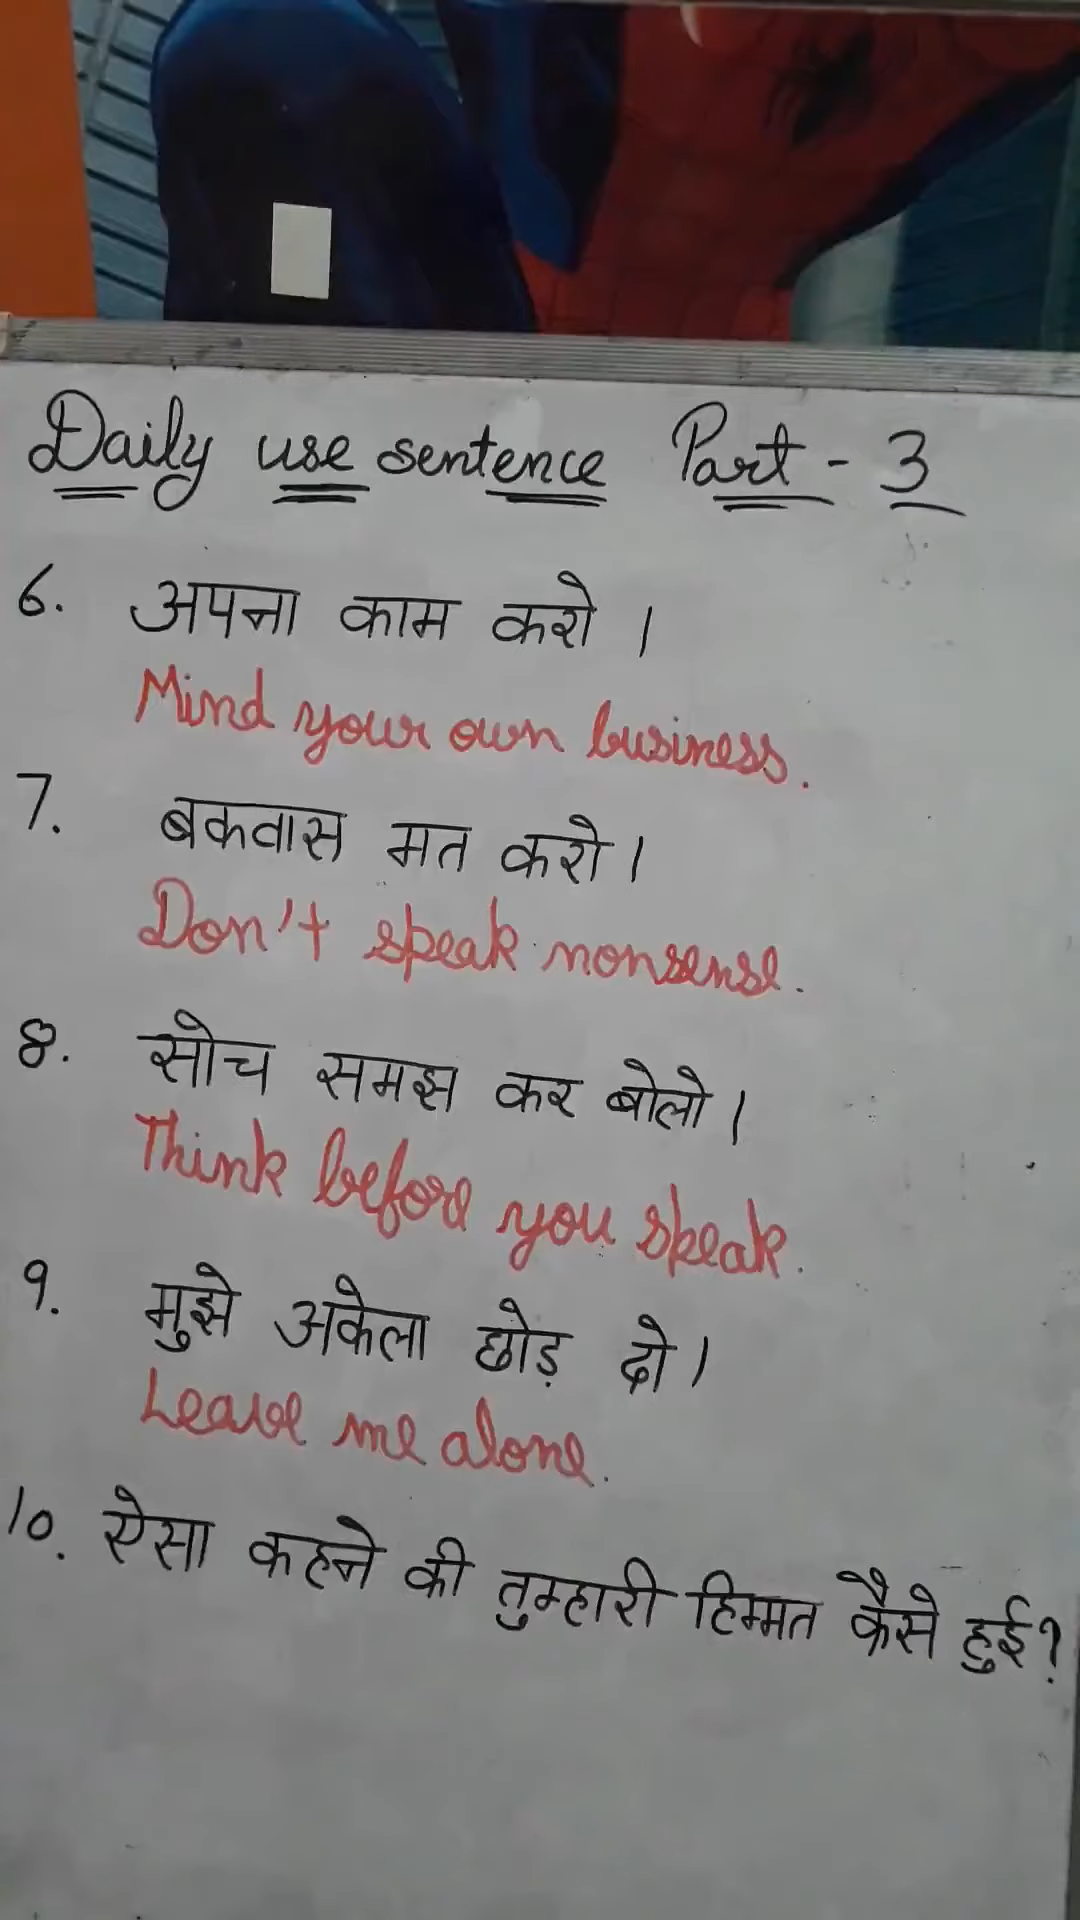 Daily use sentence Part - 3
6. अपना काम करो ।
Mind your own business.
7. बकवास मत करो ।
Don't speak nonsense.
8. सोच समझ कर बोलो ।
Think before you speak.
9. मुझे अकेला छोड़ दो ।
Leave me alone.
10. ऐसा कहने की तुम्हारी हिम्मत कैसे हुई?